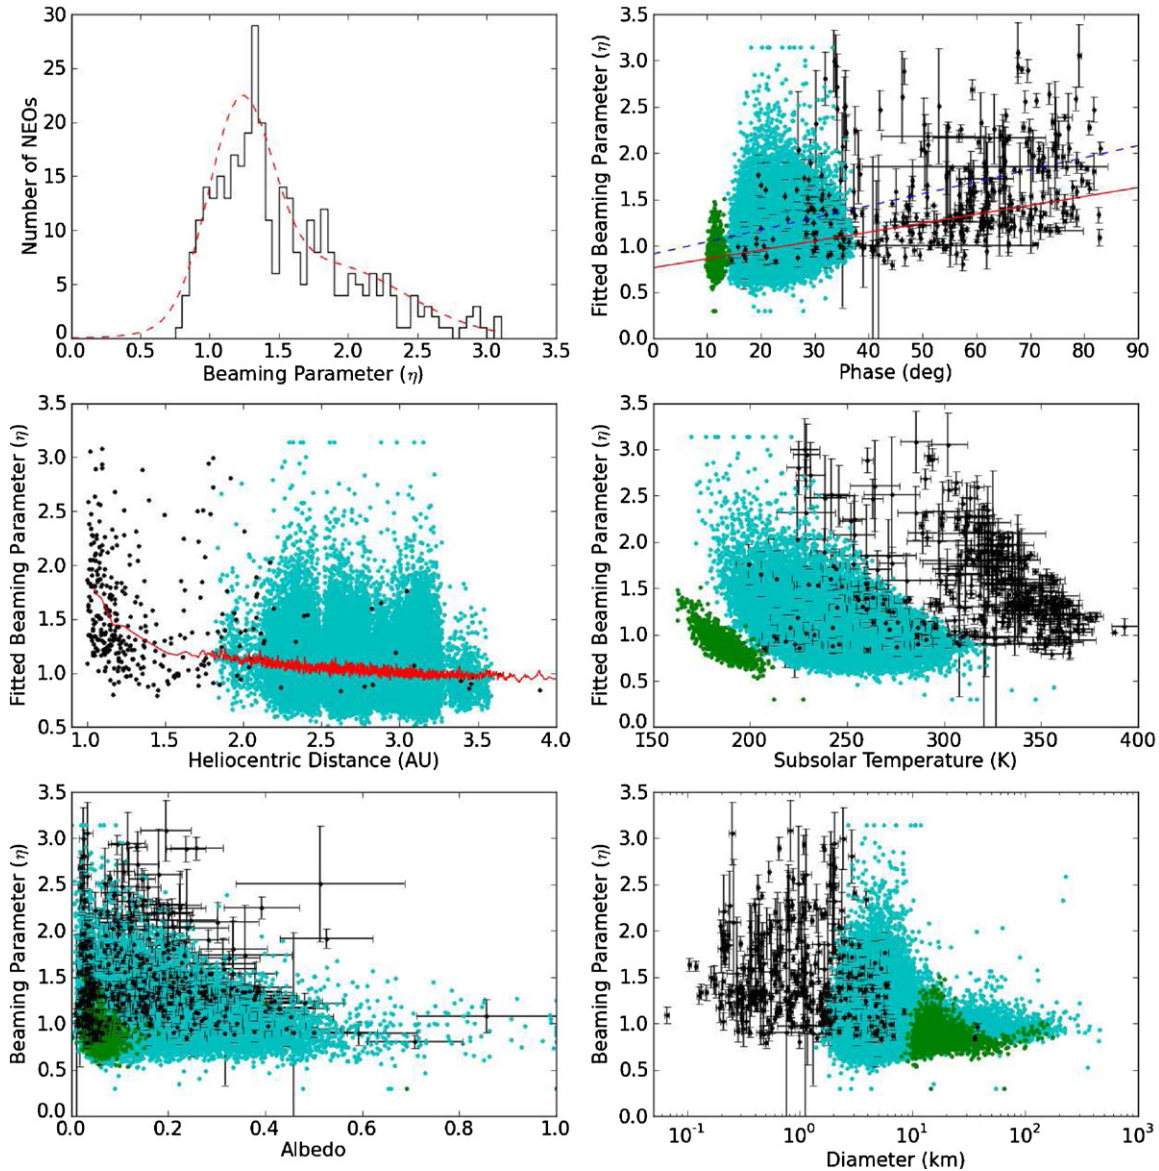 30
25
20
15
10
5
0
Number of NEOs
0.0 0.5 1.0 1.5 2.0 2.5 3.0 3.5
Beaming Parameter (η)
3.5
3.0
2.5
2.0
1.5
1.0
0.5
0.0
Fitted Beaming Parameter (η)
0 10 20 30 40 50 60 70 80 90
Phase (deg)
3.5
3.0
2.5
2.0
1.5
1.0
0.5
Fitted Beaming Parameter (η)
1.0 1.5 2.0 2.5 3.0 3.5 4.0
Heliocentric Distance (AU)
3.5
3.0
2.5
2.0
1.5
1.0
0.5
0.0
Fitted Beaming Parameter (η)
150 200 250 300 350 400
Subsolar Temperature (K)
3.5
3.0
2.5
2.0
1.5
1.0
0.5
0.0
Beaming Parameter (η)
0.0 0.2 0.4 0.6 0.8 1.0
Albedo
3.5
3.0
2.5
2.0
1.5
1.0
0.5
0.0
Beaming Parameter (η)
10⁻¹ 10⁰ 10¹ 10² 10³
Diameter (km)